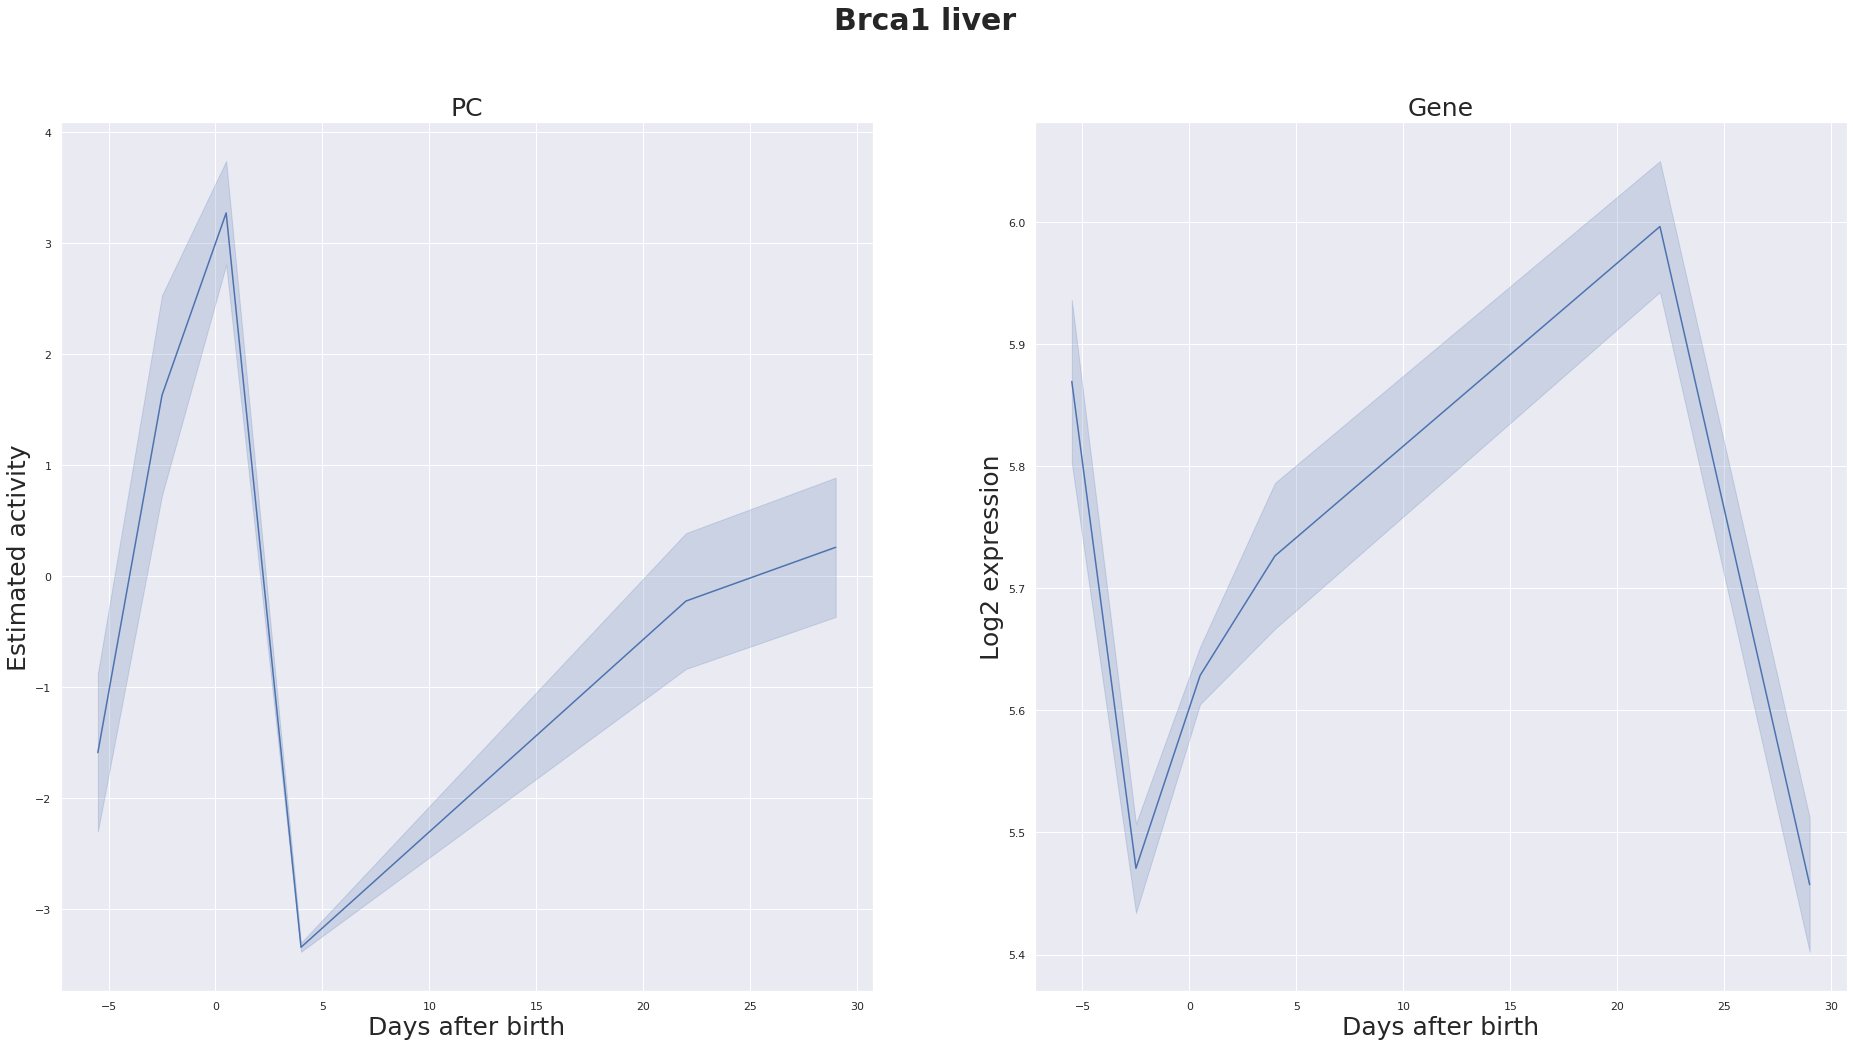 Brca1 liver
PC
Estimated activity
4
3
2
1
0
−1
−2
−3
−5 0 5 10 15 20 25 30
Days after birth
Gene
Log2 expression
6.0
5.9
5.8
5.7
5.6
5.5
5.4
−5 0 5 10 15 20 25 30
Days after birth